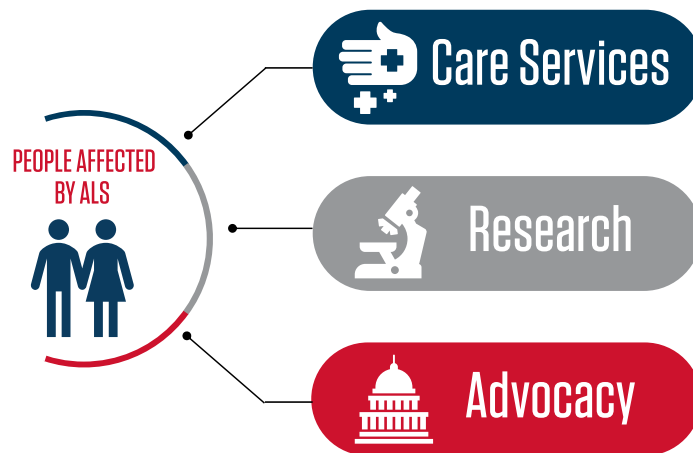 Care Services
PEOPLE AFFECTED
BY ALS
Research
Advocacy